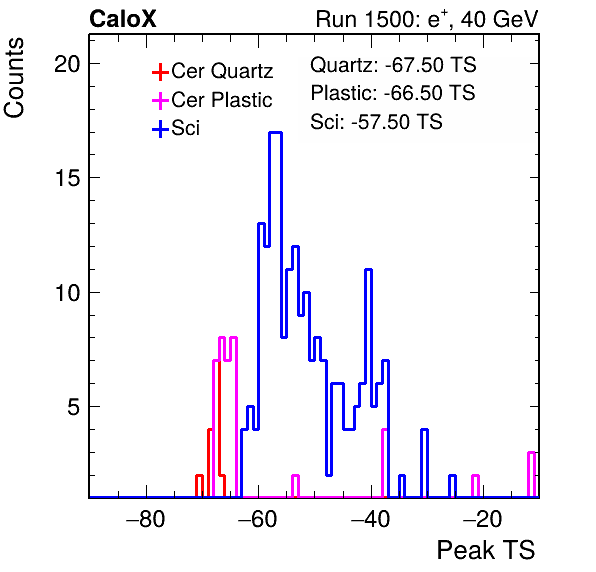 CaloX Run 1500: e⁺, 40 GeV
Counts
Cer Quartz
Cer Plastic
Sci
Quartz: -67.50 TS
Plastic: -66.50 TS
Sci: -57.50 TS
20
15
10
5
−80 −60 −40 −20
Peak TS